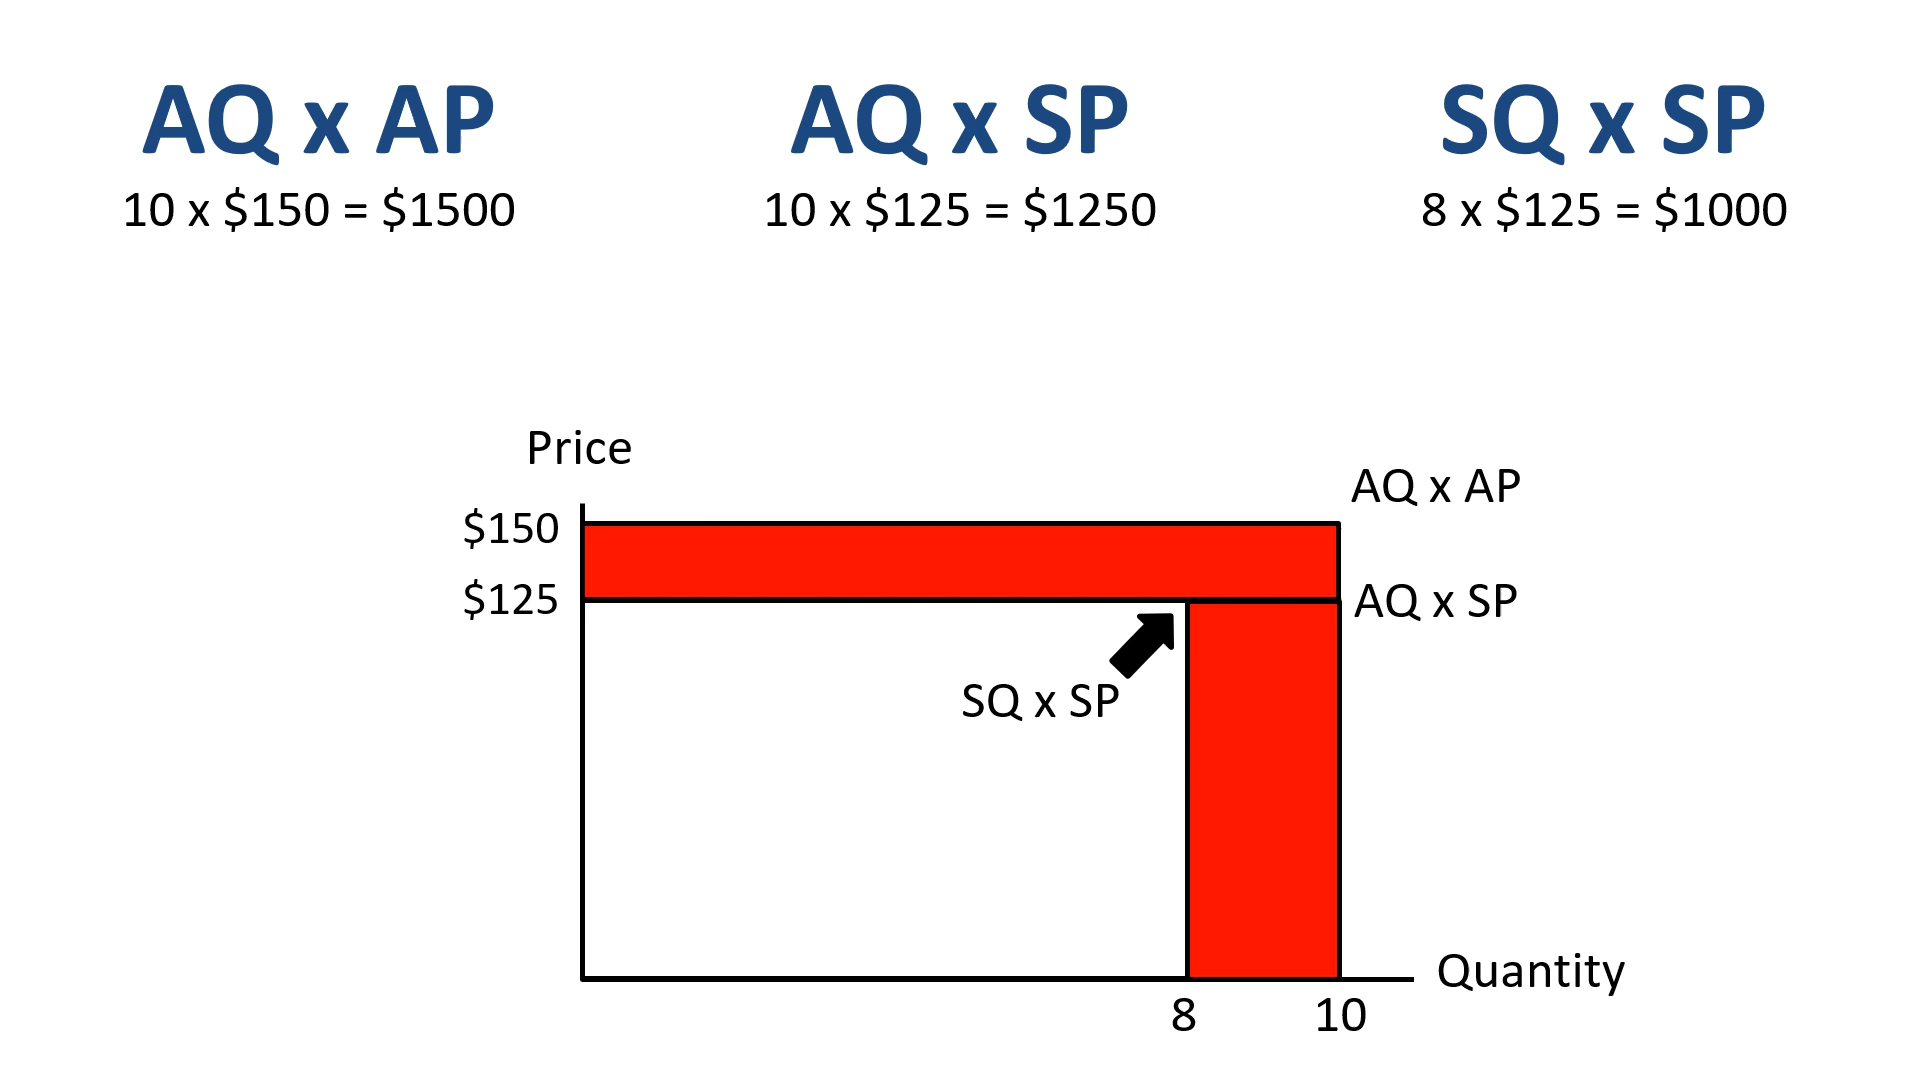 AQ x AP
10 x $150 = $1500
AQ x SP
10 x $125 = $1250
SQ x SP
8 x $125 = $1000
Price
$150
$125
AQ x AP
AQ x SP
SQ x SP
Quantity
8
10